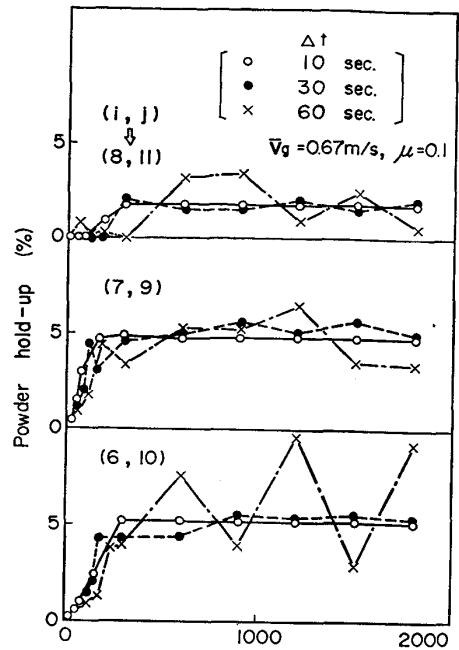 Δt
○ 10 sec.
● 30 sec.
× 60 sec.
(i, j)
⇩
(8, 11)
V̄g = 0.67m/s, μ = 0.1
5
0
(7, 9)
5
0
(6, 10)
5
0
0 1000 2000
Powder hold-up (%)